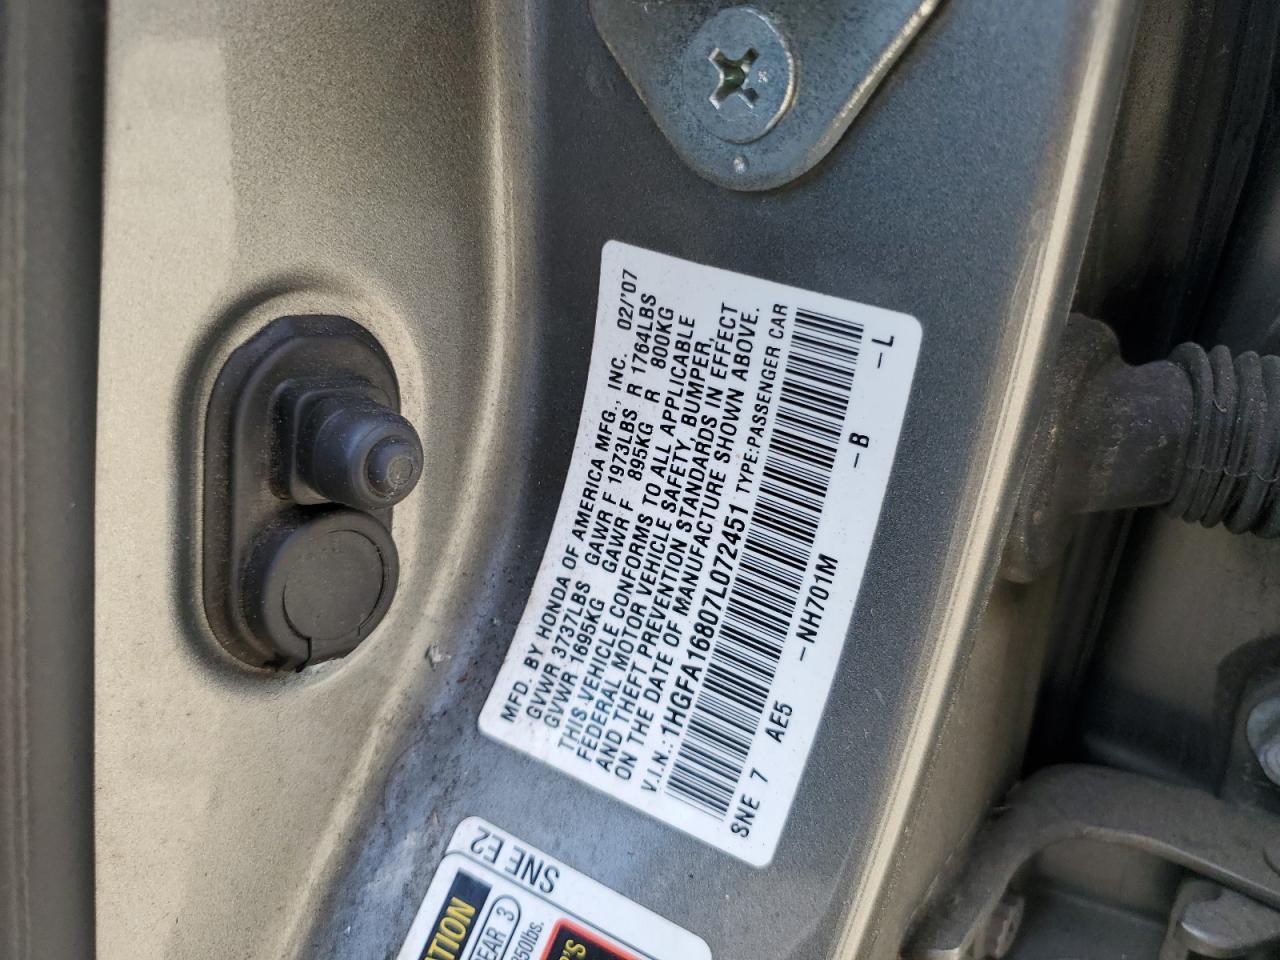 MFD. BY HONDA OF AMERICA MFG., INC. 02/'07
GVWR 3737LBS GAWR F 1973LBS R 1764LBS
GVWR 1695KG GAWR F 895KG R 800KG
THIS VEHICLE CONFORMS TO ALL APPLICABLE
FEDERAL MOTOR VEHICLE SAFETY, BUMPER,
AND THEFT PREVENTION STANDARDS IN EFFECT
ON THE DATE OF MANUFACTURE SHOWN ABOVE.
V.I.N.: 1HGFA16807L072451 TYPE:PASSENGER CAR
SNE 7 AE5 -NH701M -B -L
SNE E2
REAR 3